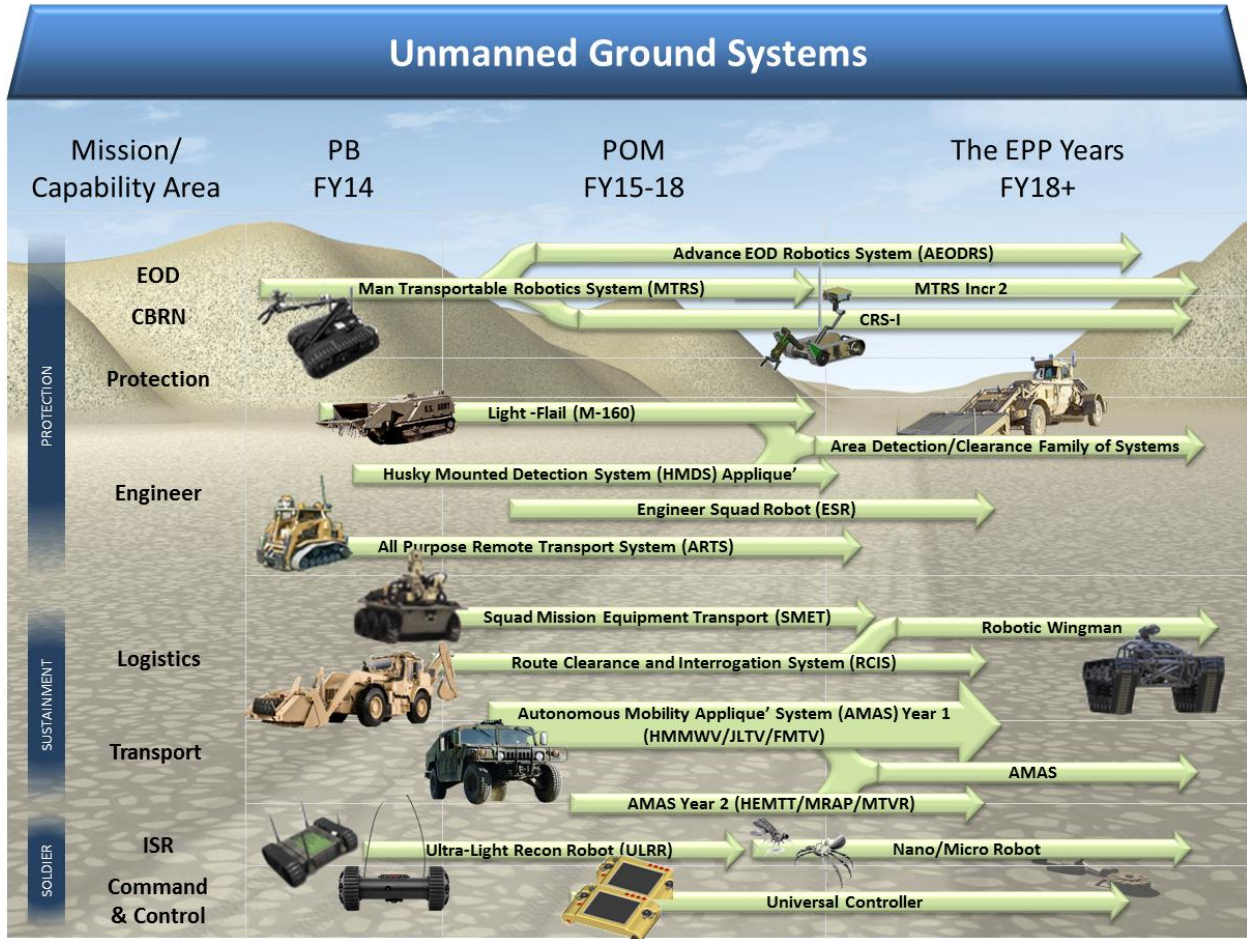 Unmanned Ground Systems
Mission/
Capability Area
PB
FY14
POM
FY15-18
The EPP Years
FY18+
PROTECTION
EOD
CBRN
Protection
Engineer
Advance EOD Robotics System (AEODRS)
Man Transportable Robotics System (MTRS)
MTRS Incr 2
CRS-I
U.S. ARMY
Light -Flail (M-160)
Area Detection/Clearance Family of Systems
Husky Mounted Detection System (HMDS) Applique’
Engineer Squad Robot (ESR)
All Purpose Remote Transport System (ARTS)
SUSTAINMENT
Logistics
Transport
Squad Mission Equipment Transport (SMET)
Robotic Wingman
Route Clearance and Interrogation System (RCIS)
Autonomous Mobility Applique’ System (AMAS) Year 1
(HMMWV/JLTV/FMTV)
AMAS
AMAS Year 2 (HEMTT/MRAP/MTVR)
SOLDIER
ISR
Ultra-Light Recon Robot (ULRR)
Nano/Micro Robot
Command
& Control
Universal Controller